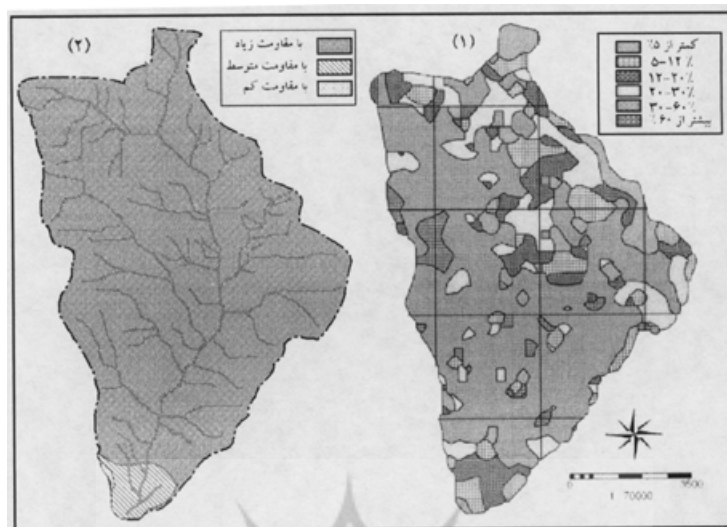 (۱)
کمتر از ۵٪
۵-۱۲ ٪
۱۲-۲۰٪
۲۰-۳۰٪
۳۰-۶۰٪
بیشتر از ۶۰٪
(۲)
با مقاومت زیاد
با مقاومت متوسط
با مقاومت کم
0 9500
1 70000